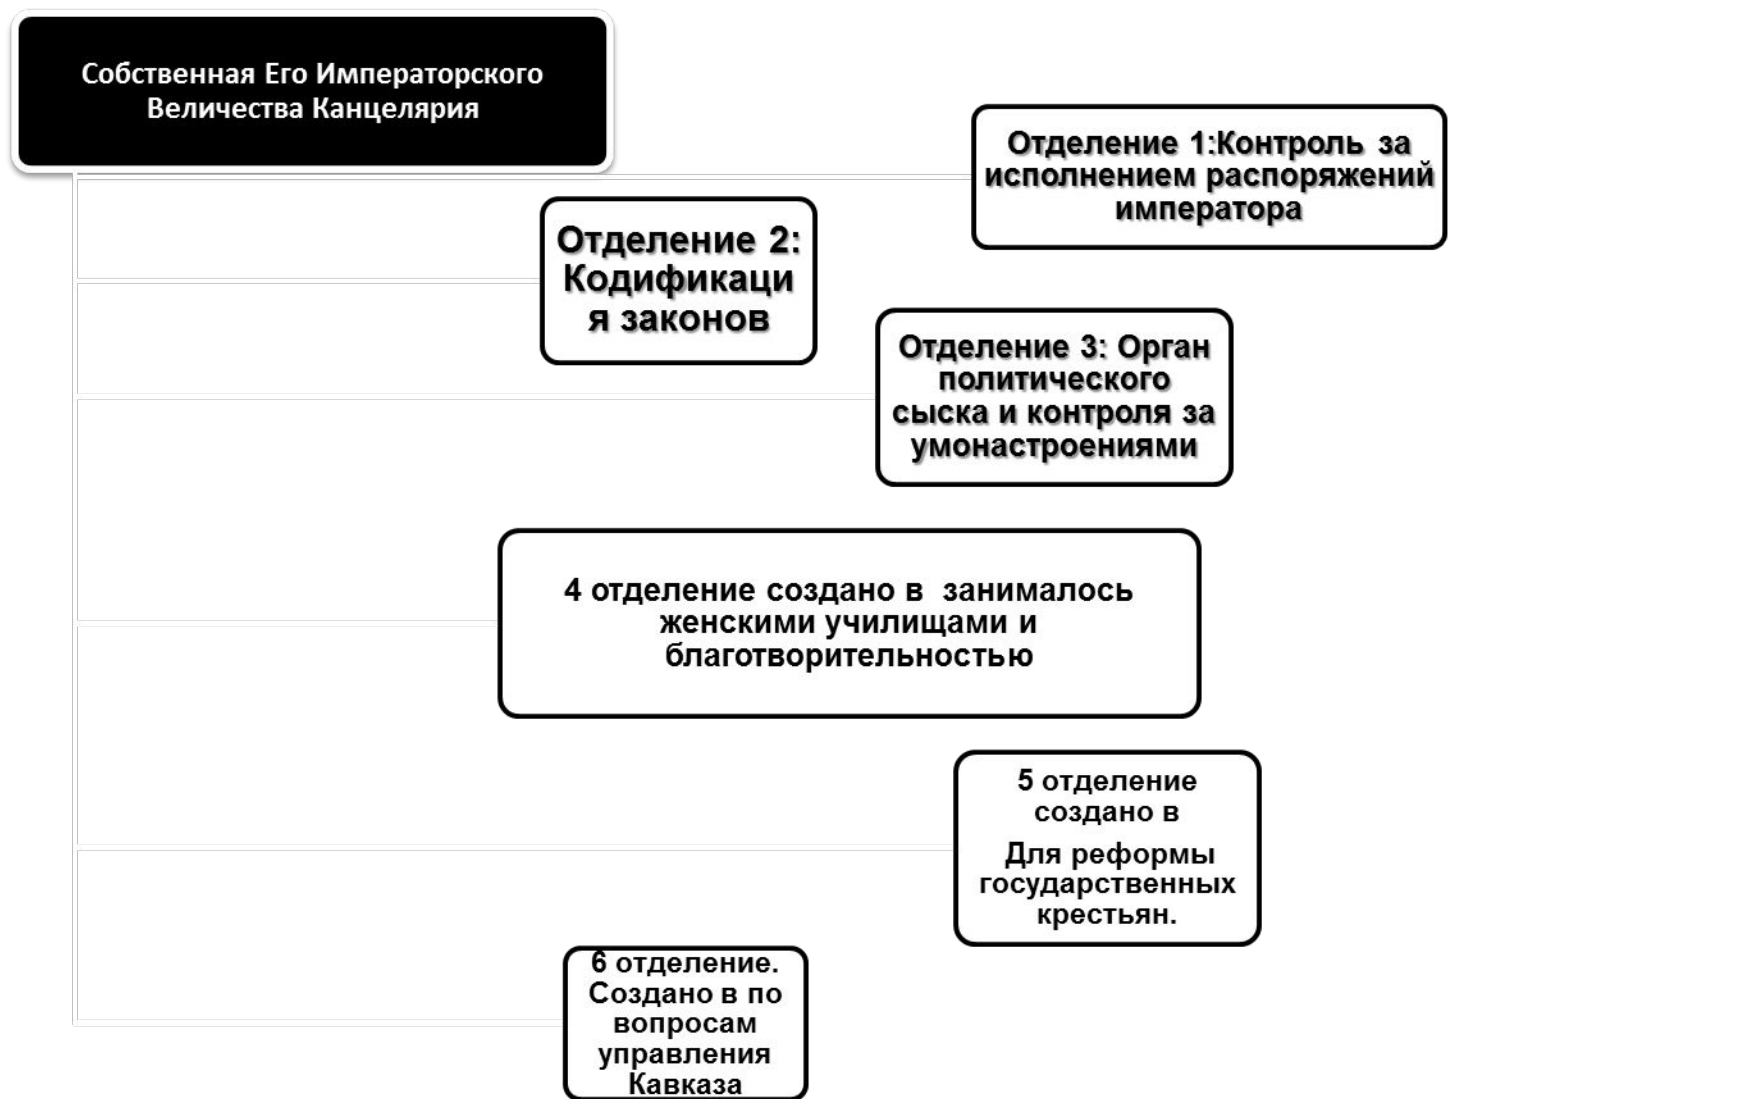 Собственная Его Императорского
Величества Канцелярия
Отделение 1:Контроль за
исполнением распоряжений
императора
Отделение 2:
Кодификаци
я законов
Отделение 3: Орган
политического
сыска и контроля за
умонастроениями
4 отделение создано в  занималось
женскими училищами и
благотворительностью
5 отделение
создано в
Для реформы
государственных
крестьян.
6 отделение.
Создано в по
вопросам
управления
Кавказа